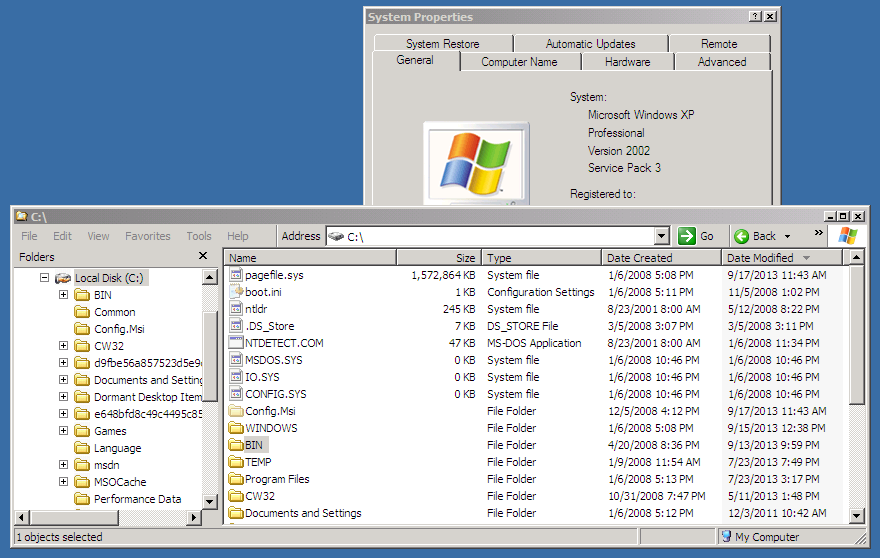 System Properties
System Restore Automatic Updates Remote
General Computer Name Hardware Advanced
System:
Microsoft Windows XP
Professional
Version 2002
Service Pack 3
Registered to:
C:\
File Edit View Favorites Tools Help Address C:\ Go Back »
Folders
Local Disk (C:)
BIN
Common
Config.Msi
CW32
d9fbe56a857523d5e9
Documents and Setting
Dormant Desktop Item
e648bfd8c49c4495c85
Games
Language
msdn
MSOCache
Performance Data
Name Size Type Date Created Date Modified
pagefile.sys 1,572,864 KB System file 1/6/2008 5:08 PM 9/17/2013 11:43 AM
boot.ini 1 KB Configuration Settings 1/6/2008 5:11 PM 11/5/2008 1:02 PM
ntldr 245 KB System file 8/23/2001 8:00 AM 5/12/2008 8:22 PM
.DS_Store 7 KB DS_STORE File 3/5/2008 3:07 PM 3/5/2008 3:11 PM
NTDETECT.COM 47 KB MS-DOS Application 8/23/2001 8:00 AM 1/6/2008 11:34 PM
MSDOS.SYS 0 KB System file 1/6/2008 10:46 PM 1/6/2008 10:46 PM
IO.SYS 0 KB System file 1/6/2008 10:46 PM 1/6/2008 10:46 PM
CONFIG.SYS 0 KB System file 1/6/2008 10:46 PM 1/6/2008 10:46 PM
Config.Msi File Folder 12/5/2008 4:12 PM 9/17/2013 11:43 AM
WINDOWS File Folder 1/6/2008 5:08 PM 9/15/2013 12:38 PM
BIN File Folder 4/20/2008 8:36 PM 9/13/2013 9:59 PM
TEMP File Folder 1/9/2008 11:54 AM 7/23/2013 7:49 PM
Program Files File Folder 1/6/2008 5:13 PM 7/23/2013 3:17 PM
CW32 File Folder 10/31/2008 7:47 PM 5/11/2013 1:48 PM
Documents and Settings File Folder 1/6/2008 5:12 PM 12/3/2011 10:42 AM
1 objects selected My Computer